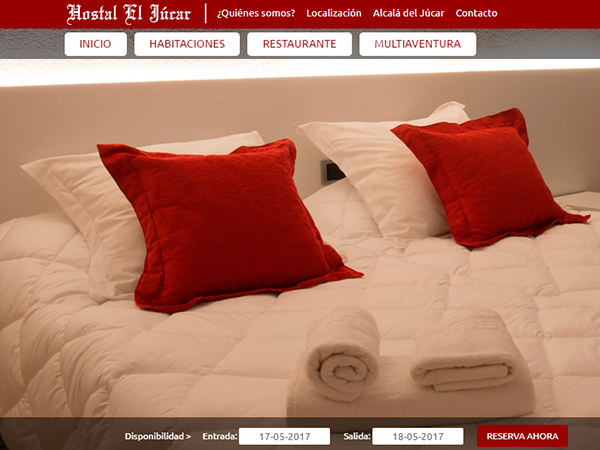 Hostal El Júcar | ¿Quiénes somos? Localización Alcalá del Júcar Contacto
INICIO HABITACIONES RESTAURANTE MULTIAVENTURA
Disponibilidad > Entrada: 17-05-2017 Salida: 18-05-2017 RESERVA AHORA